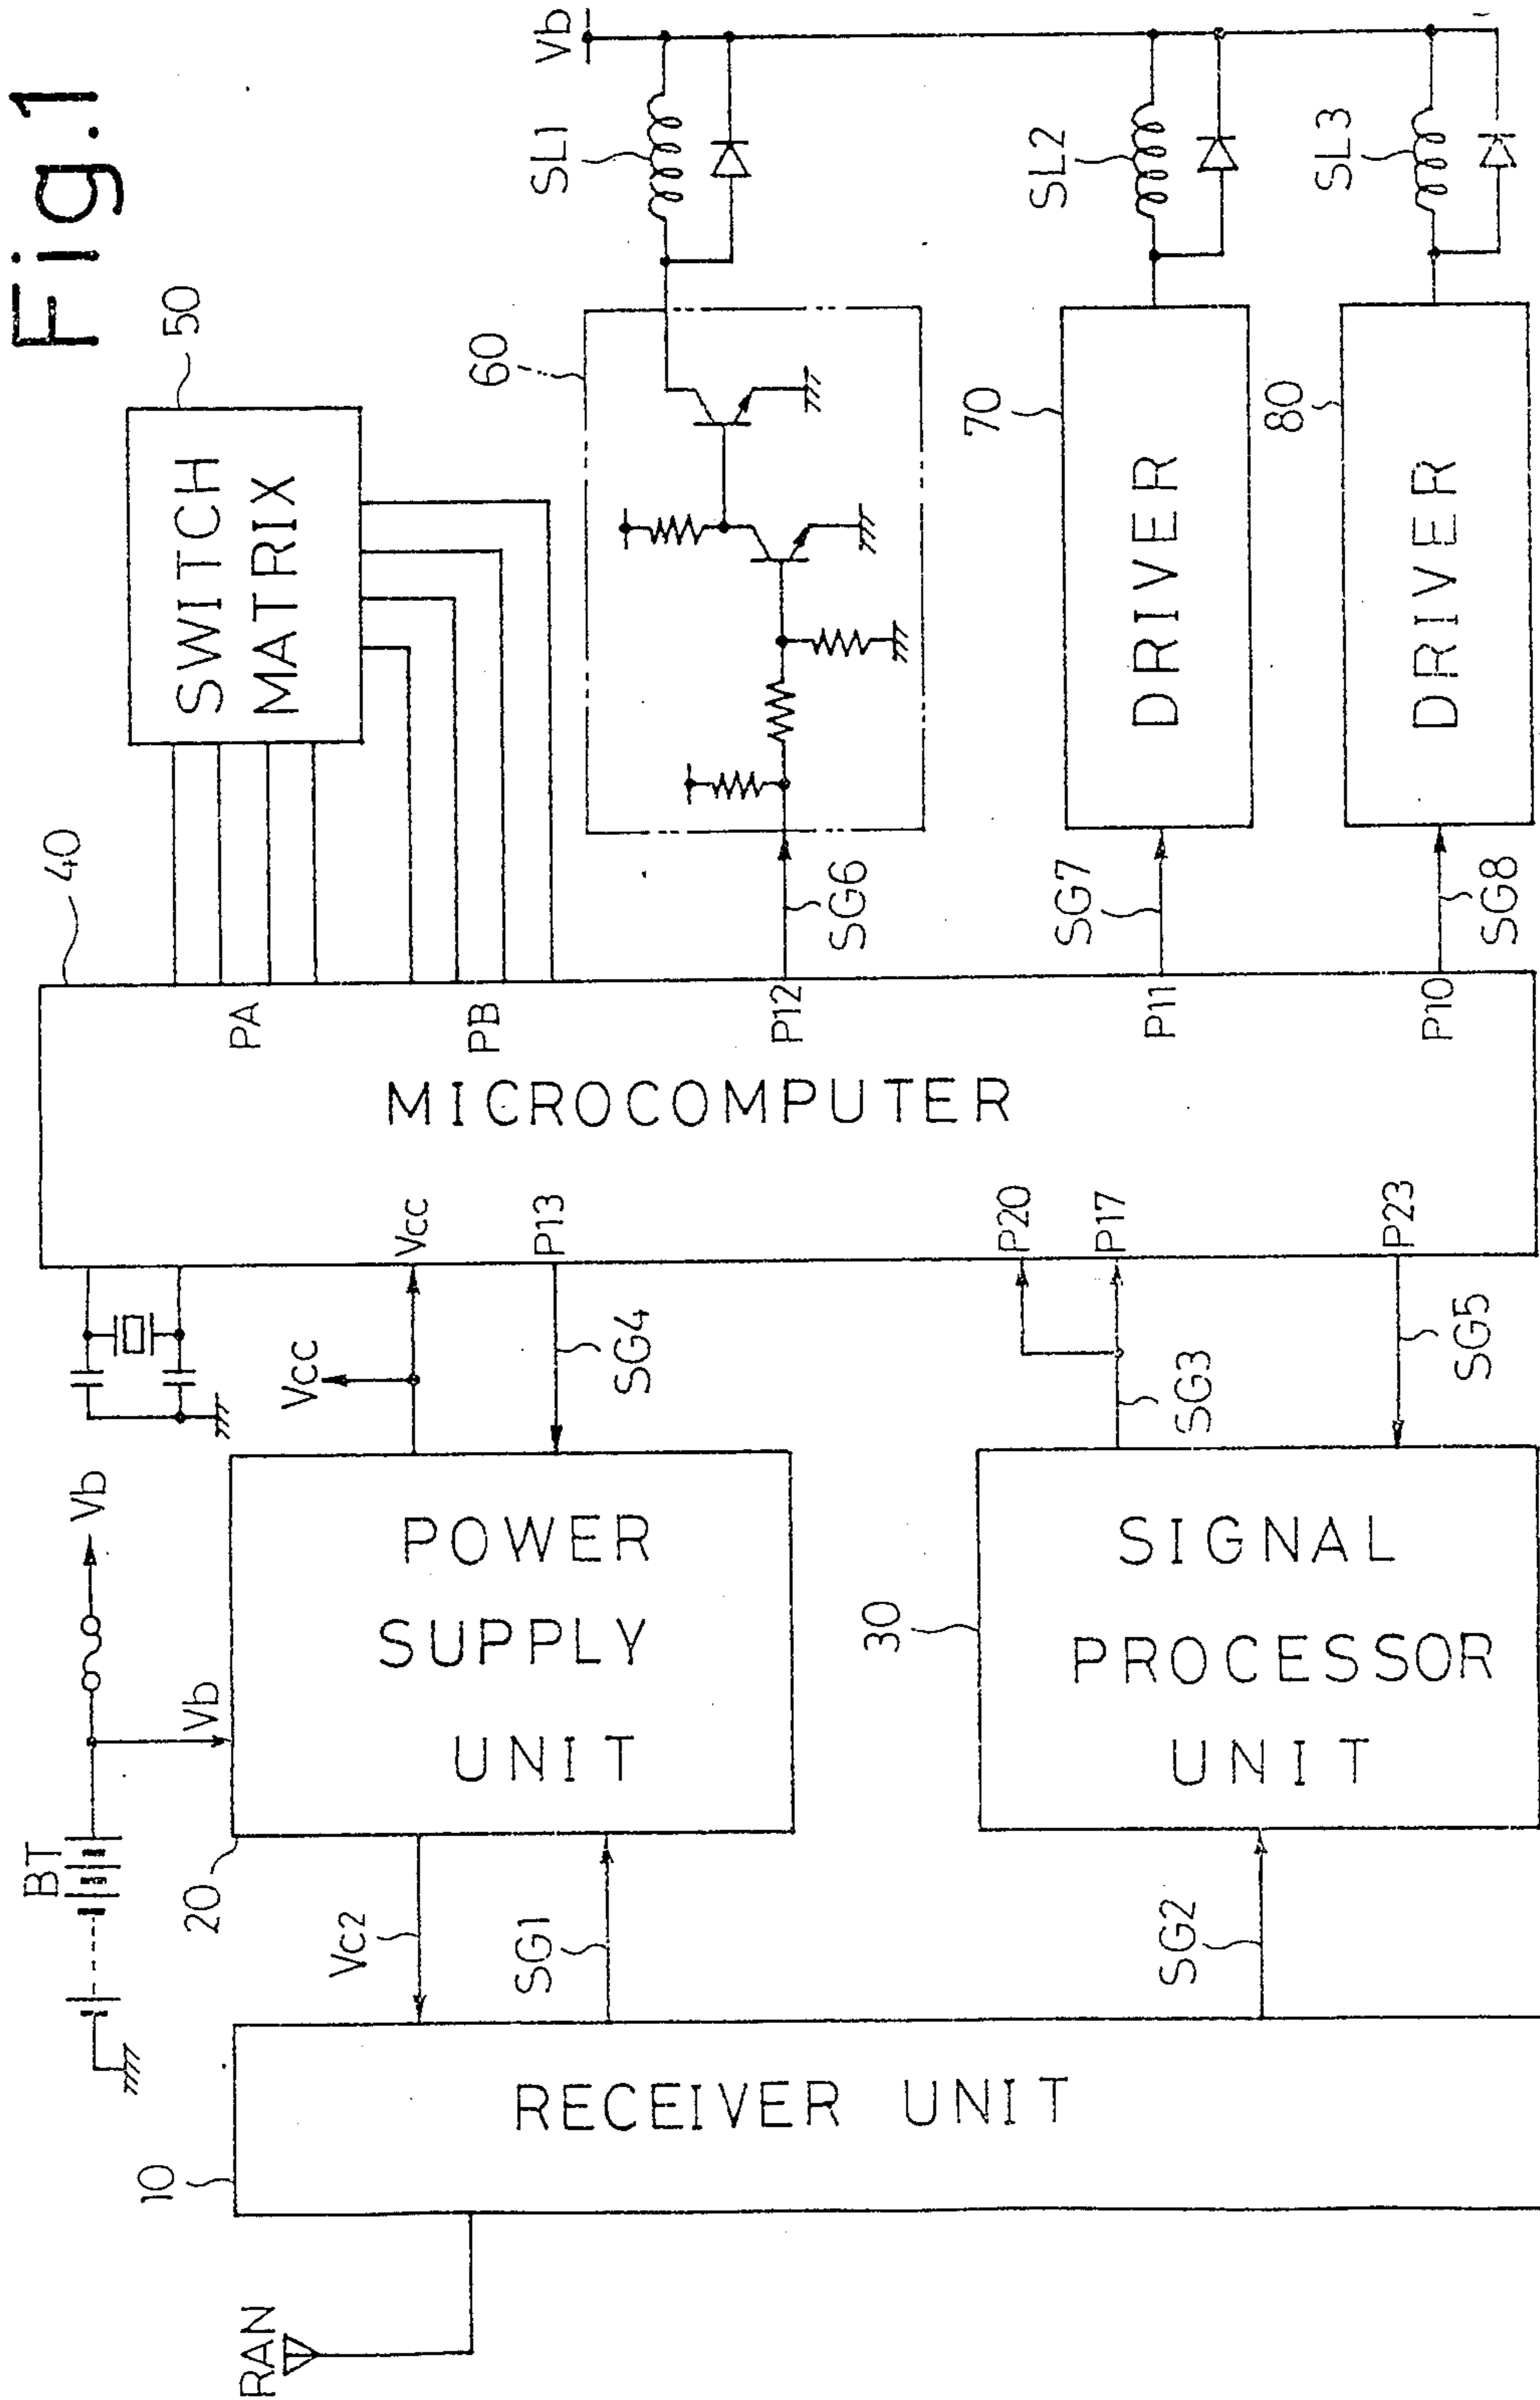 Fig.1
RAN
10
RECEIVER UNIT
BT
Vb
Vb
20
Vc2
SG1
SG2
POWER
SUPPLY
UNIT
30
SIGNAL
PROCESSOR
UNIT
Vcc
SG4
SG3
SG5
40
Vcc
P13
P20
P17
P23
MICROCOMPUTER
PA
PB
P12
P11
P10
50
SWITCH
MATRIX
SG6
SG7
SG8
60
70
DRIVER
80
DRIVER
SL1
SL2
SL3
Vb